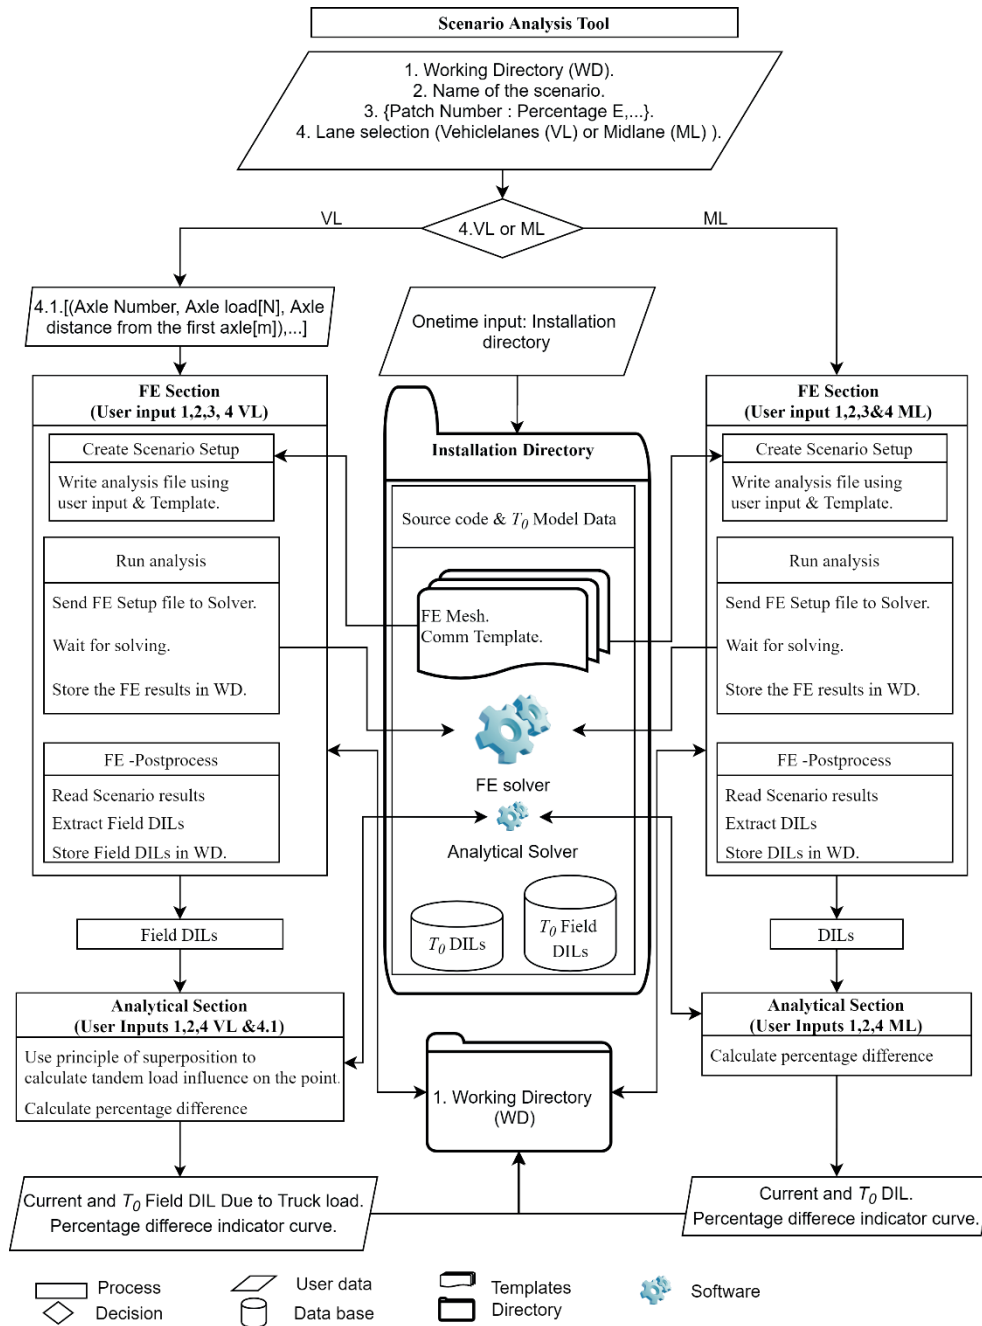 Scenario Analysis Tool
1. Working Directory (WD).
2. Name of the scenario.
3. {Patch Number : Percentage E,...}.
4. Lane selection (Vehiclelanes (VL) or Midlane (ML) ).
VL
4.VL or ML
ML
4.1.[(Axle Number, Axle load[N], Axle
distance from the first axle[m]),...]
Onetime input: Installation
directory
FE Section
(User input 1,2,3, 4 VL)
Create Scenario Setup
Write analysis file using
user input & Template.
Run analysis
Send FE Setup file to Solver.
Wait for solving.
Store the FE results in WD.
FE -Postprocess
Read Scenario results
Extract Field DILs
Store Field DILs in WD.
Installation Directory
Source code & T0 Model Data
FE Mesh.
Comm Template.
FE solver
Analytical Solver
T0 DILs
T0 Field
DILs
FE Section
(User input 1,2,3&4 ML)
Create Scenario Setup
Write analysis file using
user input & Template.
Run analysis
Send FE Setup file to Solver.
Wait for solving.
Store the FE results in WD.
FE -Postprocess
Read Scenario results
Extract DILs
Store DILs in WD.
Field DILs
DILs
Analytical Section
(User Inputs 1,2,4 VL &4.1)
Use principle of superposition to
calculate tandem load influence on the point.
Calculate percentage difference
1. Working Directory
(WD)
Analytical Section
(User Inputs 1,2,4 ML)
Calculate percentage difference
Current and T0 Field DIL Due to Truck load.
Percentage differece indicator curve.
Current and T0 DIL.
Percentage differece indicator curve.
Process
User data
Templates
Software
Decision
Data base
Directory